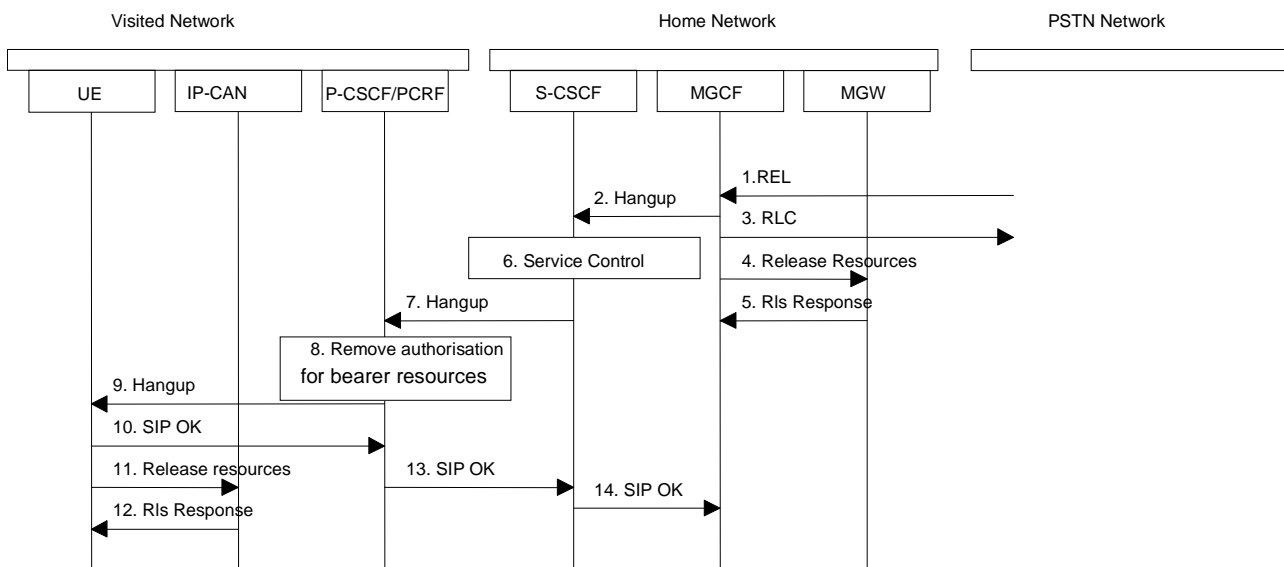 Visited Network
Home Network
PSTN Network
UE
IP-CAN
P-CSCF/PCRF
S-CSCF
MGCF
MGW
1.REL
2. Hangup
3. RLC
6. Service Control
4. Release Resources
7. Hangup
5. Rls Response
8. Remove authorisation
for bearer resources
9. Hangup
10. SIP OK
11. Release resources
13. SIP OK
14. SIP OK
12. Rls Response